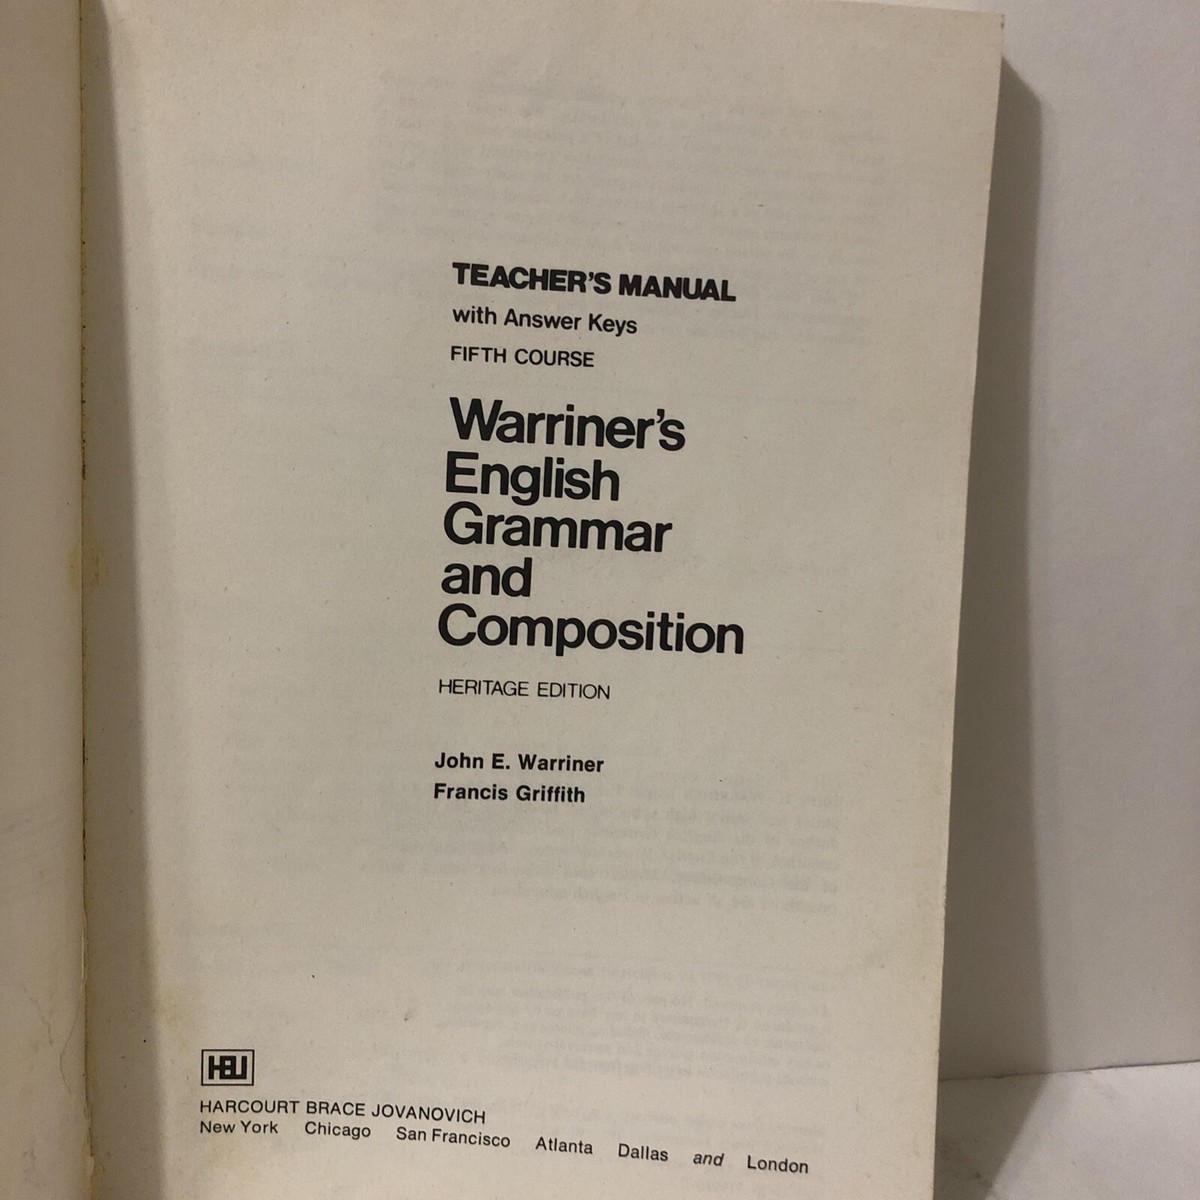 TEACHER'S MANUAL
with Answer Keys
FIFTH COURSE
Warriner's
English
Grammar
and
Composition
HERITAGE EDITION
John E. Warriner
Francis Griffith
HBJ
HARCOURT BRACE JOVANOVICH
New York Chicago San Francisco Atlanta Dallas and London